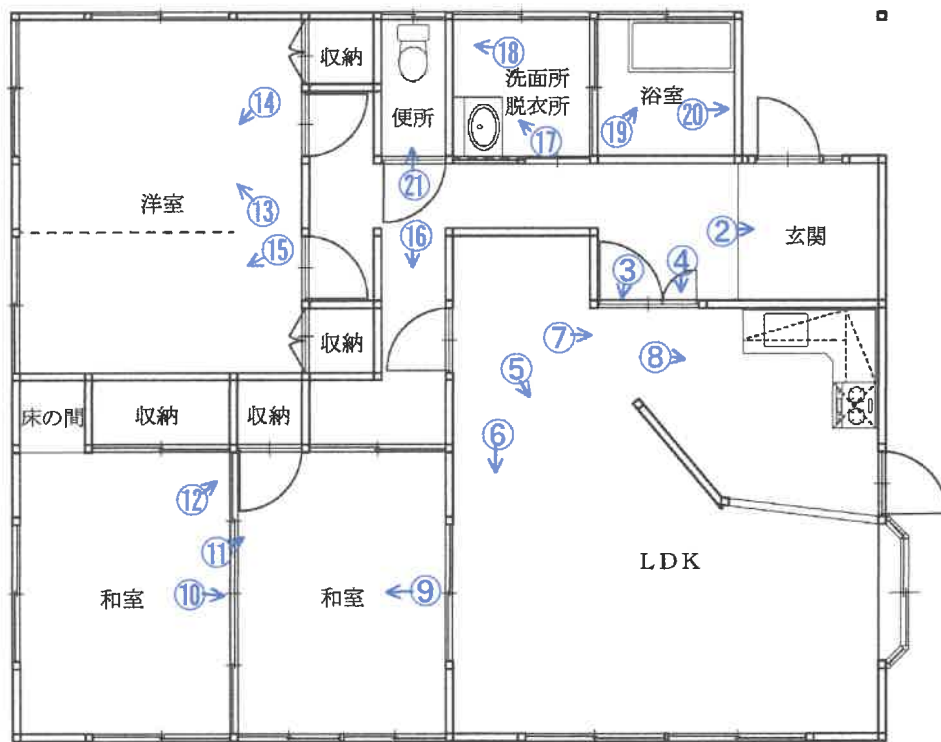 収納
⑱
洗面所
脱衣所
浴室
⑭
便所
⑲
⑳
⑰
⑬
洋室
㉑
⑯
②
玄関
⑮
③
④
⑦
収納
⑧
⑤
床の間
収納
収納
⑥
⑫
⑪
LDK
和室
⑩
和室
⑨